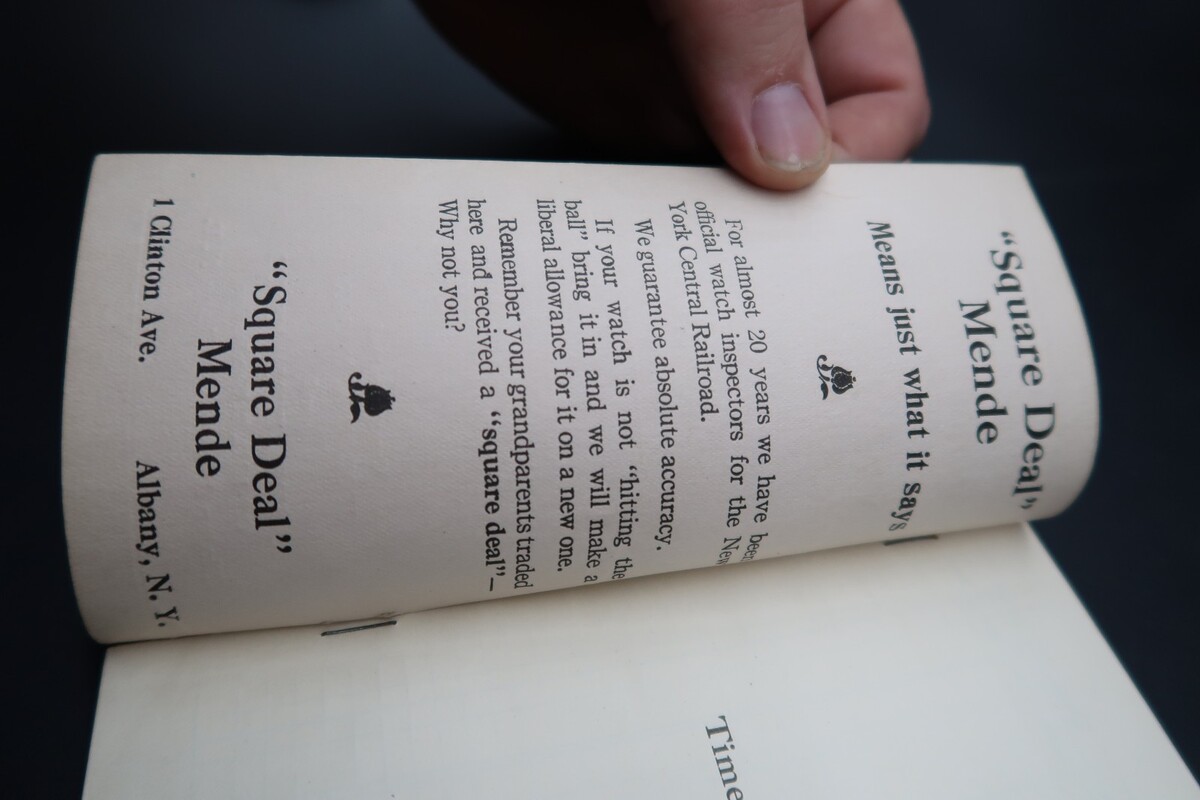 “Square Deal”
Mende
Means just what it says
For almost 20 years we have been
official watch inspectors for the New
York Central Railroad.
We guarantee absolute accuracy.
If your watch is not “hitting the
ball” bring it in and we will make a
liberal allowance for it on a new one.
Remember your grandparents traded
here and received a “square deal”—
Why not you?
“Square Deal”
Mende
1 Clinton Ave. Albany, N. Y.
Time